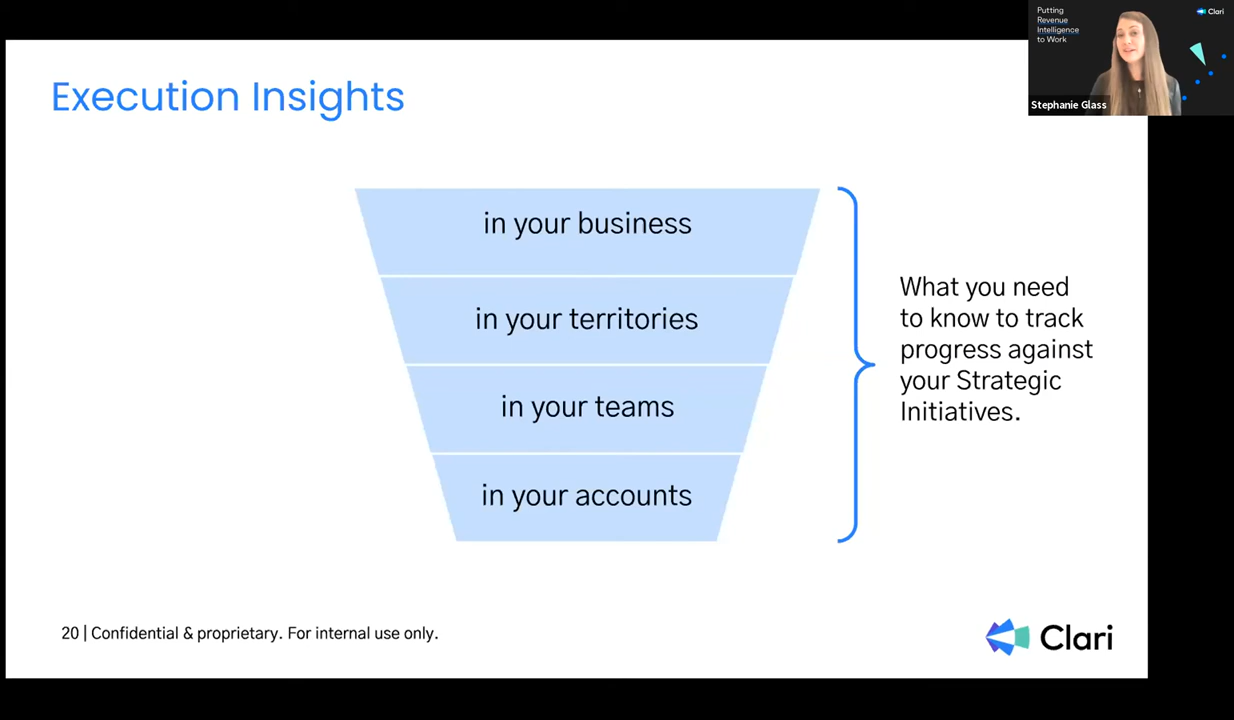 Putting
Revenue
Intelligence
to Work
Clari
Stephanie Glass
Execution Insights
in your business
in your territories
in your teams
in your accounts
What you need
to know to track
progress against
your Strategic
Initiatives.
20 | Confidential & proprietary. For internal use only.
Clari